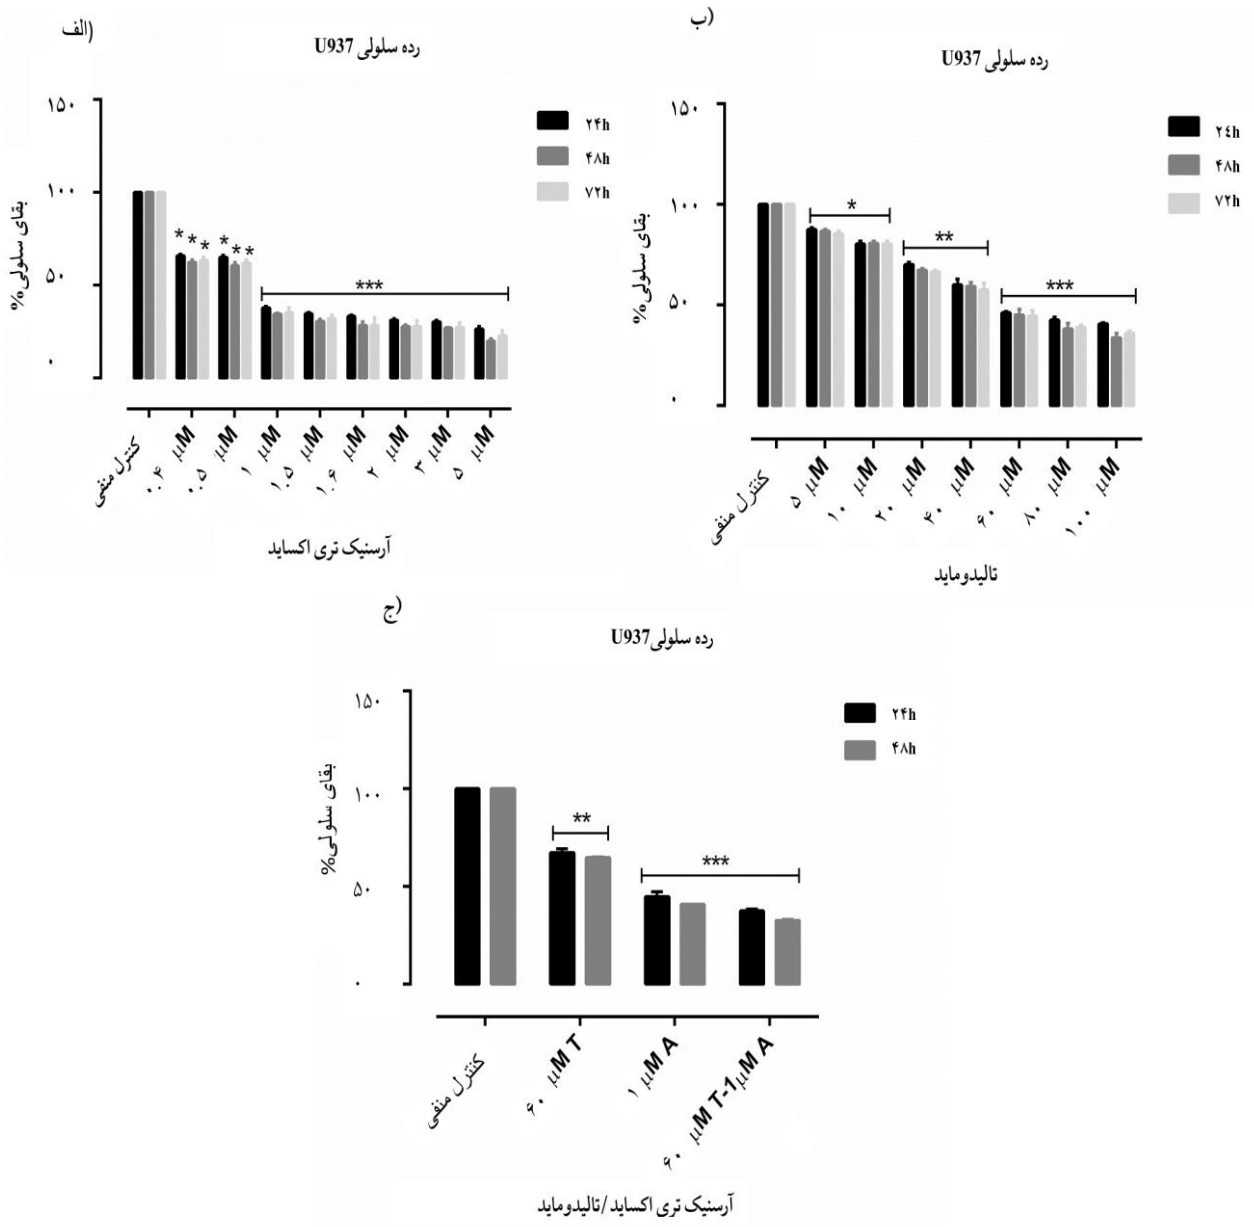 الف)
رده سلولی U937
۲۴h
۴۸h
۷۲h
۱۵۰
۱۰۰
۵۰
۰
بقای سلولی%
*
*
*
*
*
*
***
کنترل منفی
۰.۴ μM
۰.۵ μM
۱ μM
۱.۵ μM
۱.۶ μM
۲ μM
۳ μM
۵ μM
آرسنیک تری اکساید
ب)
رده سلولی U937
۲٤h
۴۸h
۷۲h
۱۵۰
۱۰۰
۵۰
۰
بقای سلولی%
*
**
***
کنترل منفی
۵ μM
۱۰ μM
۲۰ μM
۴۰ μM
۶۰ μM
۸۰ μM
۱۰۰ μM
تالیدوماید
ج)
رده سلولیU937
۲۴h
۴۸h
۱۵۰
۱۰۰
۵۰
۰
بقای سلولی%
**
***
کنترل منفی
۶۰ μM T
۱ μM A
۶۰ μM T-1μM A
آرسنیک تری اکساید/تالیدوماید